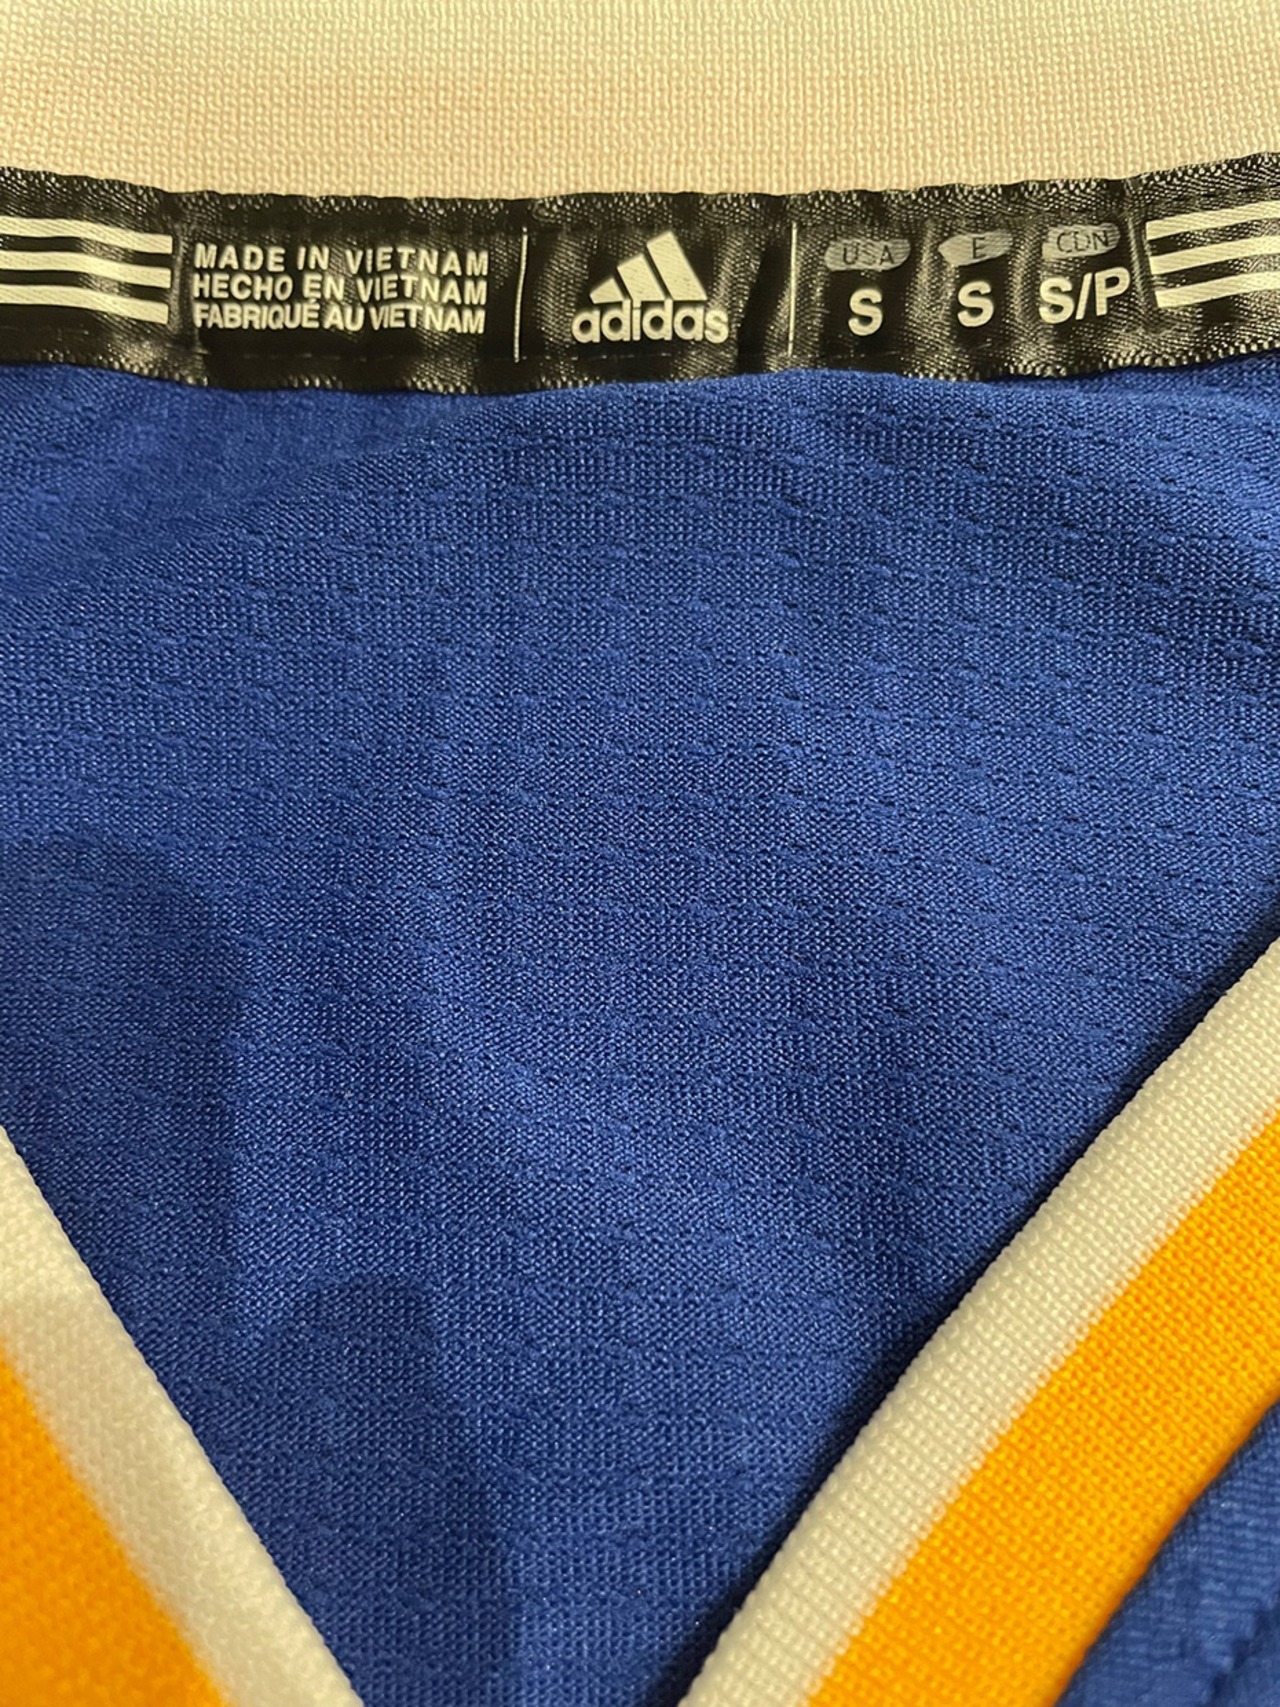 MADE IN VIETNAM
HECHO EN VIETNAM
FABRIQUÉ AU VIETNAM
adidas
USA E CDN
S S S/P